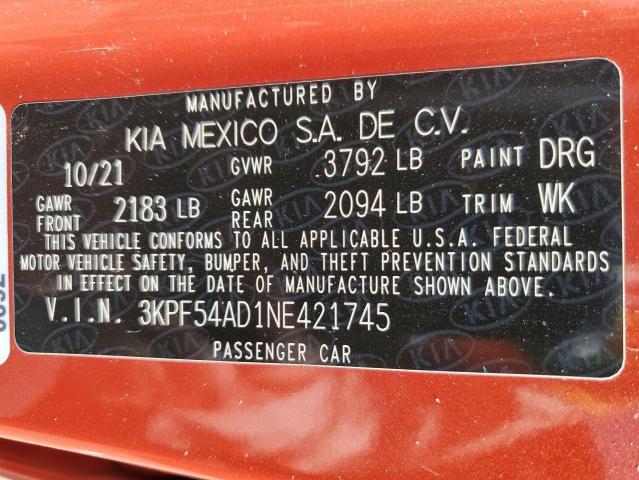 MANUFACTURED BY
KIA MEXICO S.A. DE C.V.
10/21 GVWR 3792 LB PAINT DRG
GAWR FRONT 2183 LB GAWR REAR 2094 LB TRIM WK
THIS VEHICLE CONFORMS TO ALL APPLICABLE U.S.A. FEDERAL
MOTOR VEHICLE SAFETY, BUMPER, AND THEFT PREVENTION STANDARDS
IN EFFECT ON THE DATE OF MANUFACTURE SHOWN ABOVE.
V.I.N. 3KPF54AD1NE421745
PASSENGER CAR